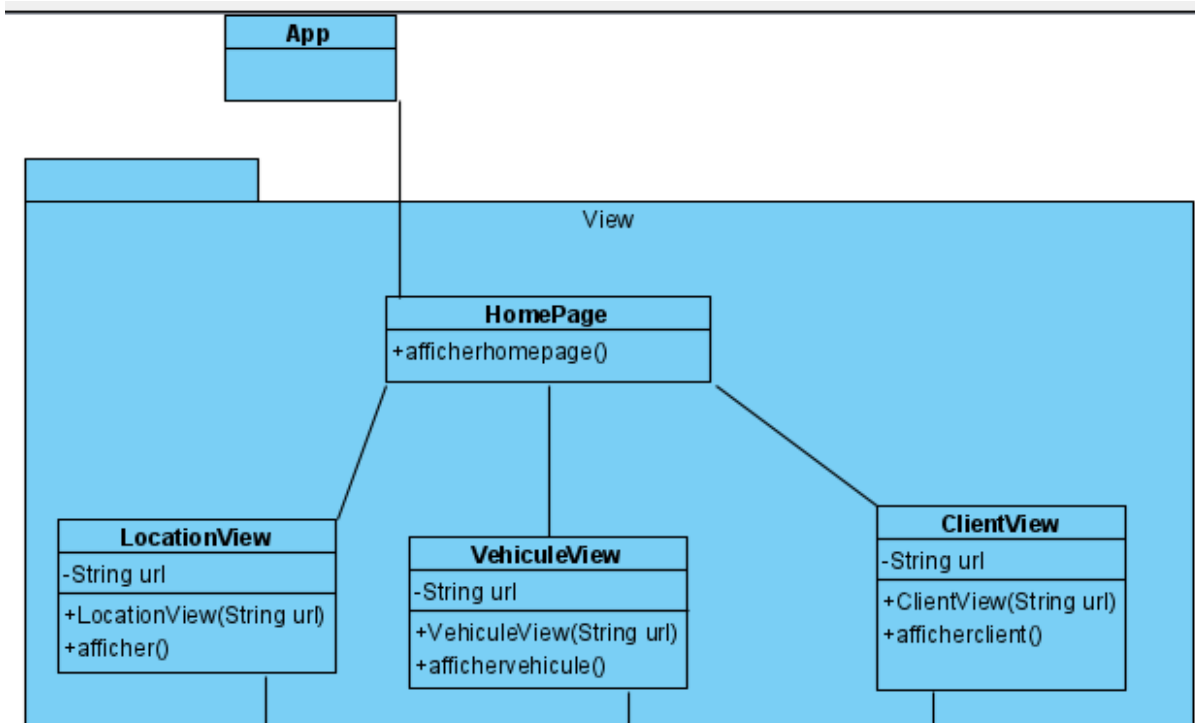 App
View
HomePage
+afficherhomepage()
LocationView
-String url
+LocationView(String url)
+afficher()
VehiculeView
-String url
+VehiculeView(String url)
+affichervehicule()
ClientView
-String url
+ClientView(String url)
+afficherclient()